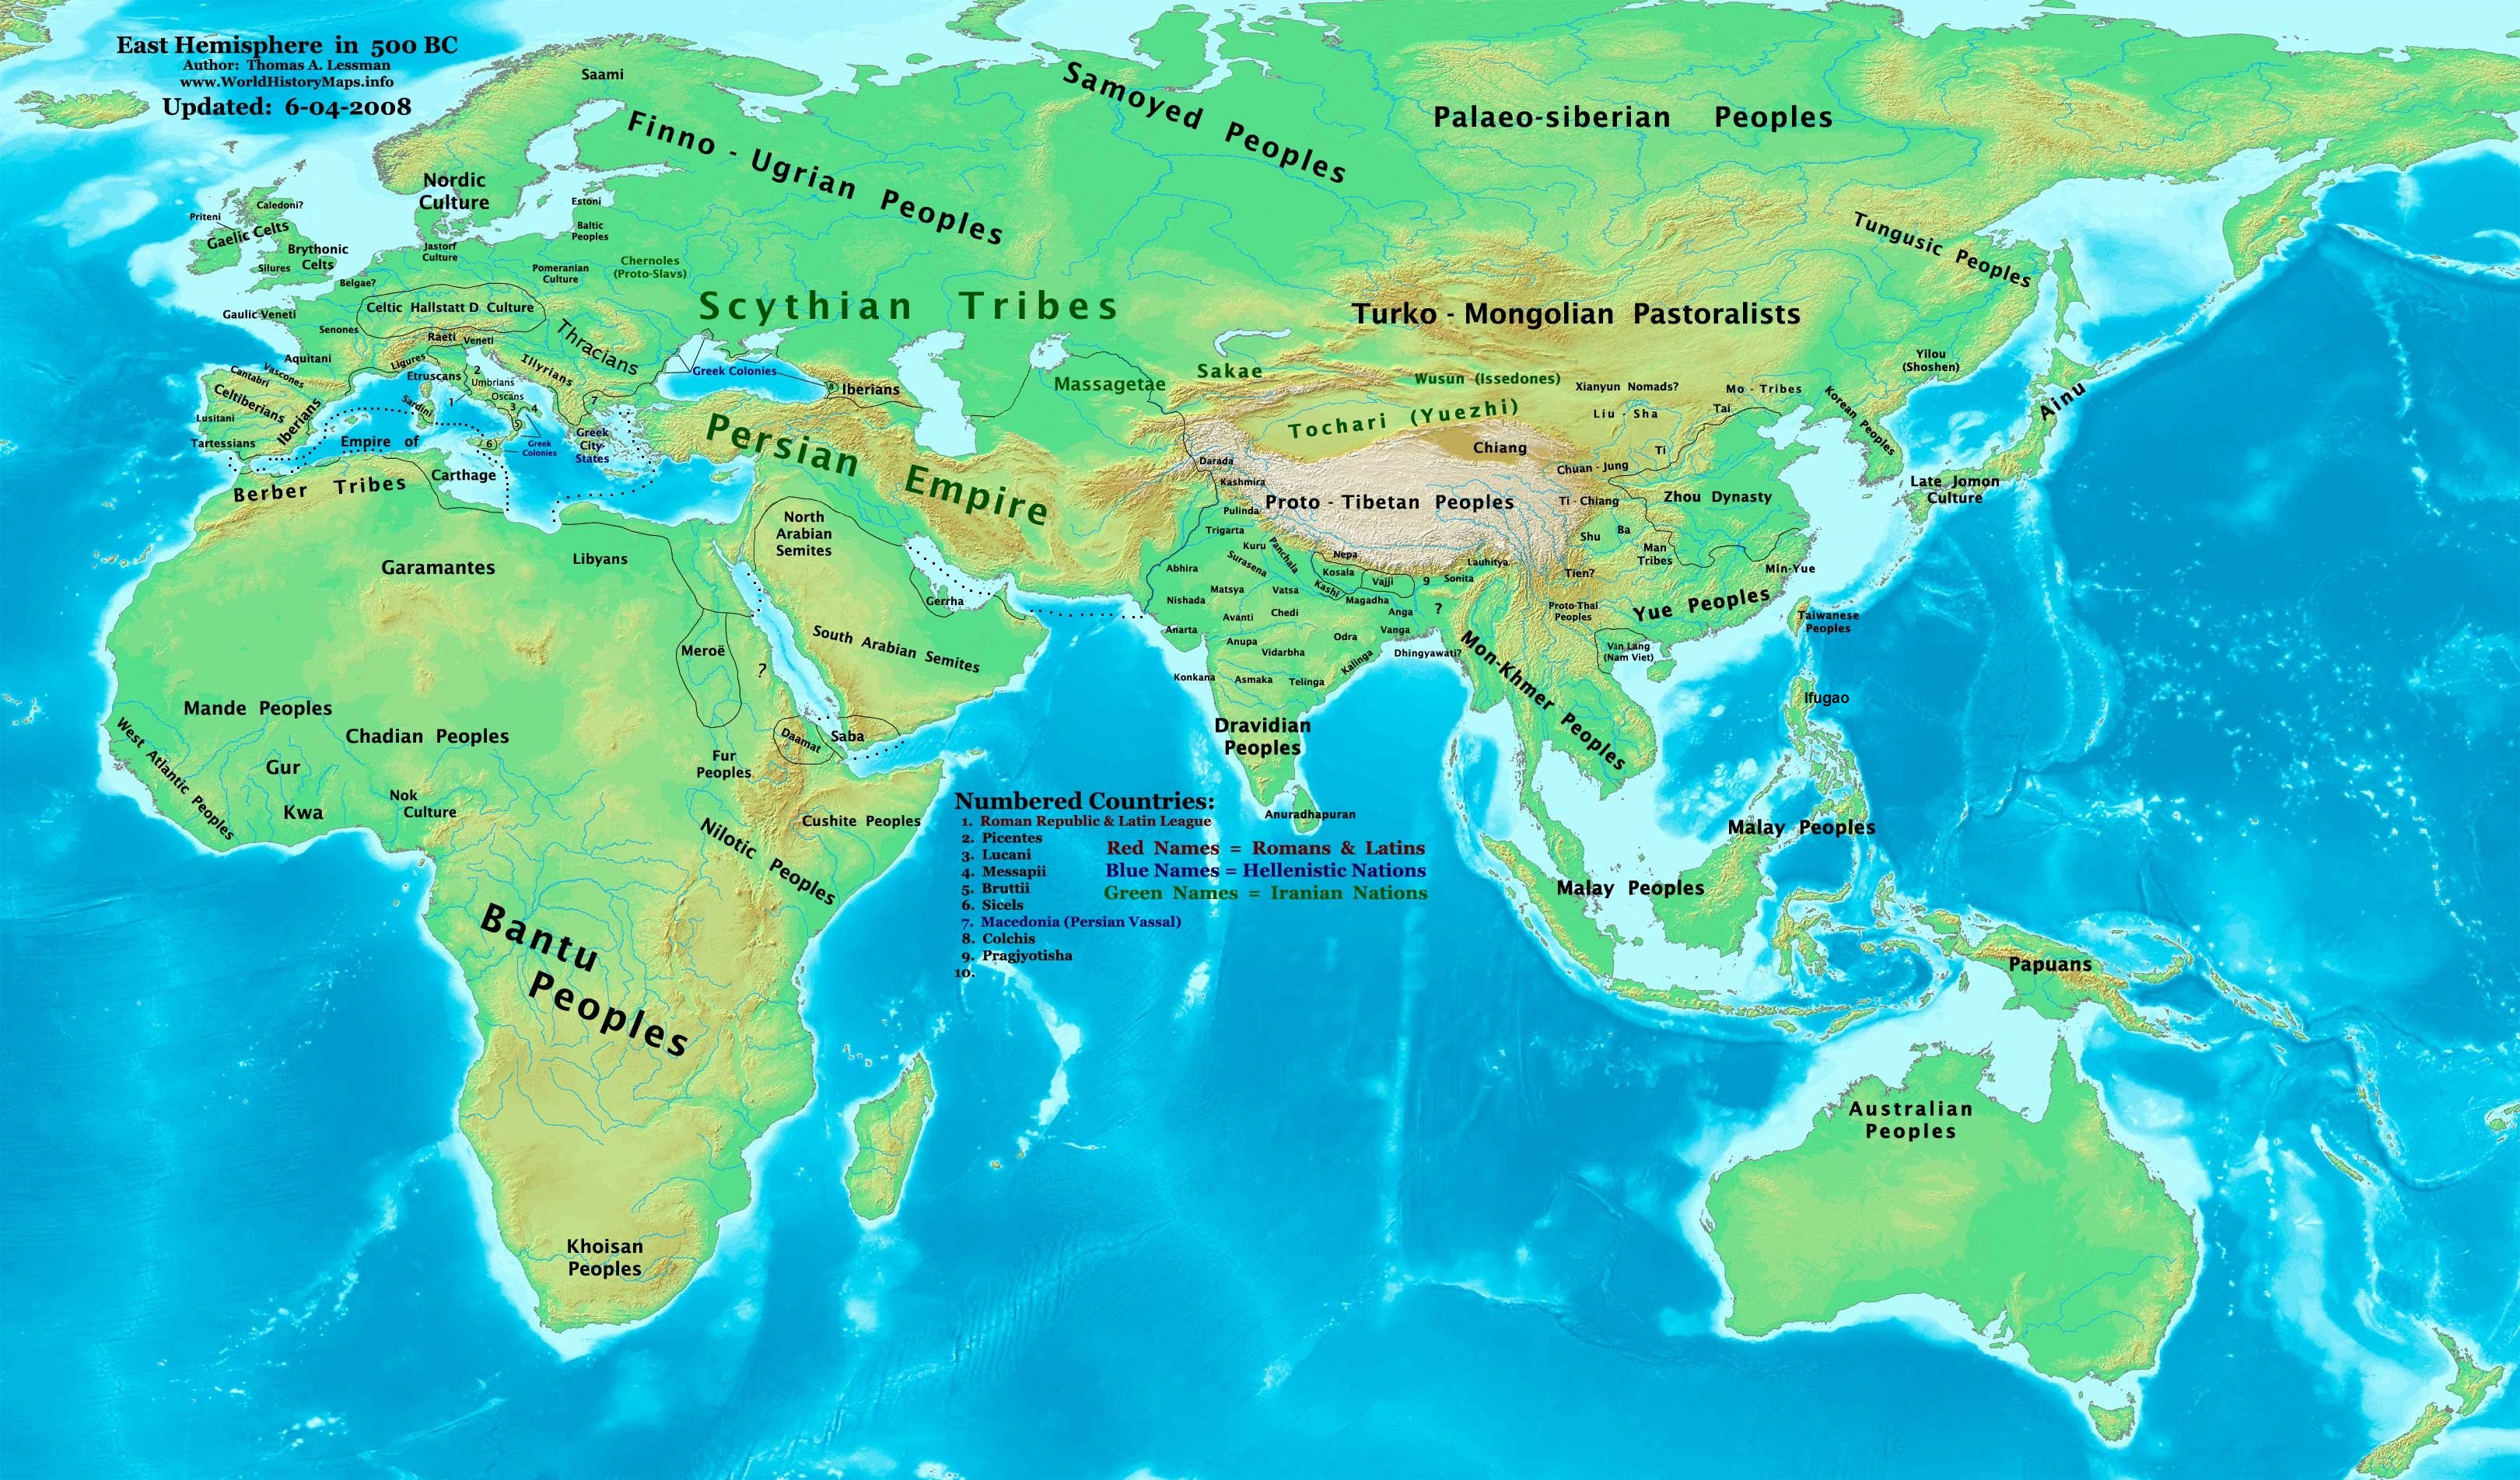 East Hemisphere in 500 BC
Author: Thomas A. Lessman
www.WorldHistoryMaps.info
Updated: 6-04-2008
Saami
Finno - Ugrian Peoples
Samoyed Peoples
Palaeo-siberian Peoples
Tungusic Peoples
Nordic
Culture
Caledoni?
Priteni
Gaelic Celts
Brythonic
Celts
Silures
Belgae?
Jastorf
Culture
Estoni
Baltic
Peoples
Pomeranian
Culture
Chernoles
(Proto-Slavs)
Scythian Tribes
Turko - Mongolian Pastoralists
Gaulic Veneti
Celtic Hallstatt D Culture
Senones
Raeti
Veneti
Thracians
Illyrians
Aquitani
Ligures
Vascones
Cantabri
Celtiberians
Lusitani
Iberians
Tartessians
Etruscans
2
Umbrians
Oscans
1
3
4
5
6
7
8
Sardini
Greek
Colonies
Greek
City
States
Greek Colonies
Iberians
Massagetae
Sakae
Wusun (Issedones)
Tochari (Yuezhi)
Xianyun Nomads?
Mo - Tribes
Liu - Sha
Tai
Ti
Yilou
(Shoshen)
Korean Peoples
Ainu
Late Jomon
Culture
Empire of
Carthage
Berber Tribes
Persian Empire
Chiang
Chuan - Jung
Ti - Chiang
Zhou Dynasty
Proto - Tibetan Peoples
Darada
Kashmira
Pulinda
Trigarta
Kuru
Panchala
Surasena
Nepa
Kosala
Vajji
Kashi
9
Sonita
Lauhitya
Abhira
Matsya
Vatsa
Magadha
Nishada
Chedi
Anga
?
Avanti
Anarta
Vanga
Anupa
Odra
Vidarbha
Kalinga
Dhingyawati?
Konkana
Asmaka
Telinga
Dravidian
Peoples
Anuradhapuran
Shu
Ba
Man
Tribes
Tien?
Min-Yue
Yue Peoples
Proto-Thai
Peoples
Van Lang
(Nam Viet)
Taiwanese
Peoples
Mon-Khmer Peoples
Ifugao
Malay Peoples
Malay Peoples
Papuans
Australian
Peoples
Garamantes
Libyans
North
Arabian
Semites
Gerrha
South Arabian Semites
Meroë
?
Saba
Daamat
Mande Peoples
Chadian Peoples
West Atlantic Peoples
Gur
Kwa
Nok
Culture
Fur
Peoples
Nilotic Peoples
Cushite Peoples
Bantu
Peoples
Khoisan
Peoples
Numbered Countries:
1. Roman Republic & Latin League
2. Picentes
3. Lucani
4. Messapii
5. Bruttii
6. Sicels
7. Macedonia (Persian Vassal)
8. Colchis
9. Pragjyotisha
10.
Red Names = Romans & Latins
Blue Names = Hellenistic Nations
Green Names = Iranian Nations